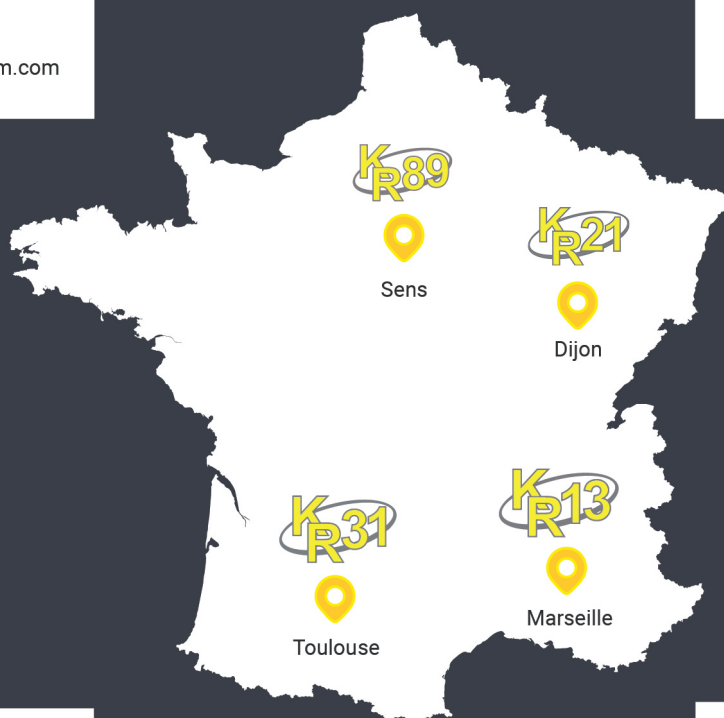 m.com
KR89
Sens
KR21
Dijon
KR13
Marseille
KR31
Toulouse